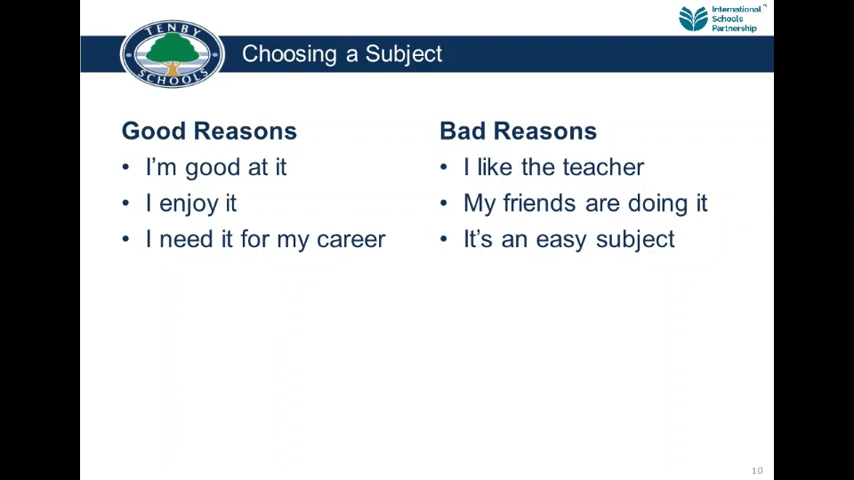 International
Schools
Partnership
TENBY
SCHOOLS
Choosing a Subject
Good Reasons
• I'm good at it
• I enjoy it
• I need it for my career
Bad Reasons
• I like the teacher
• My friends are doing it
• It's an easy subject
10